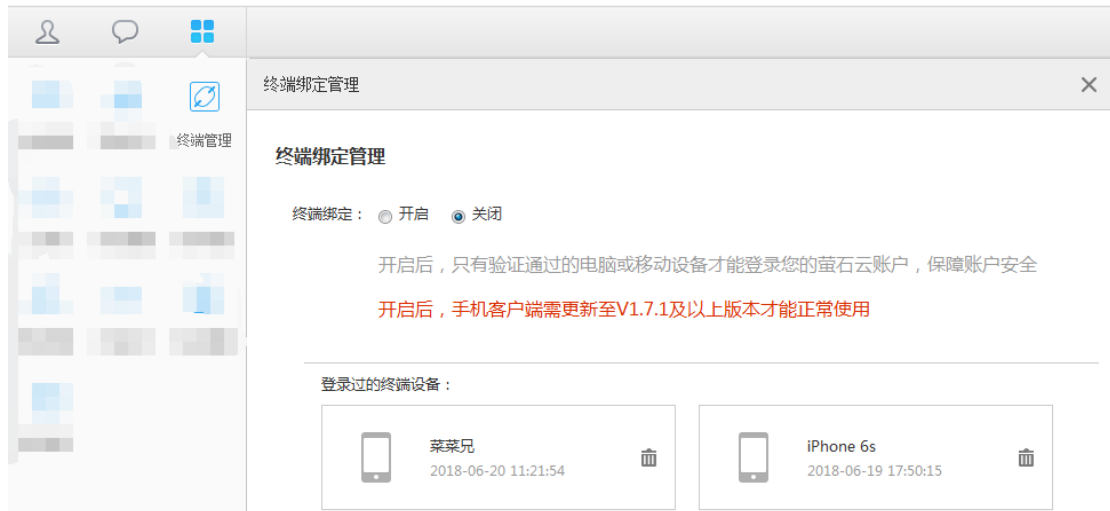 终端绑定管理
终端管理
终端绑定管理
终端绑定： 开启 关闭
开启后，只有验证通过的电脑或移动设备才能登录您的萤石云账户，保障账户安全
开启后，手机客户端需更新至V1.7.1及以上版本才能正常使用
登录过的终端设备：
菜菜兄
2018-06-20 11:21:54
iPhone 6s
2018-06-19 17:50:15